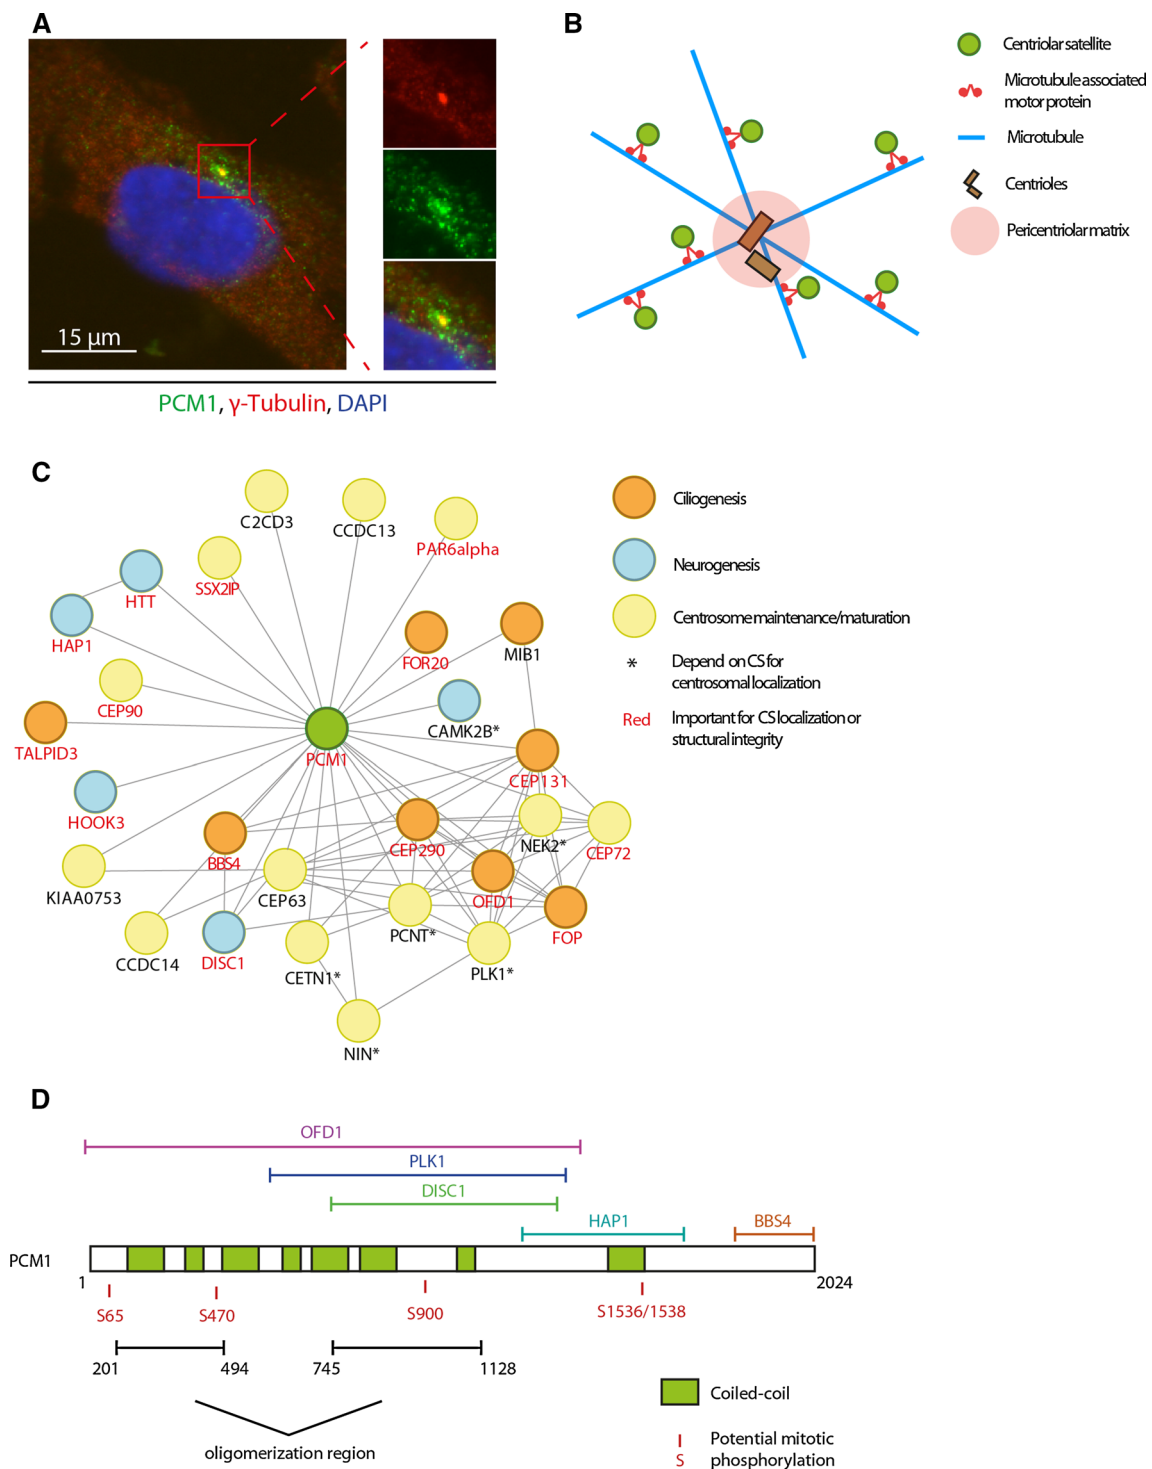 A
15 µm
PCM1, γ-Tubulin, DAPI
B
Centriolar satellite
Microtubule associated
motor protein
Microtubule
Centrioles
Pericentriolar matrix
C
C2CD3
CCDC13
PAR6alpha
SSX2IP
HTT
HAP1
FOR20
MIB1
CEP90
CAMK2B*
TALPID3
PCM1
CEP131
HOOK3
BBS4
CEP290
NEK2*
CEP72
KIAA0753
CEP63
OFD1
PCNT*
FOP
CCDC14
DISC1
CETN1*
PLK1*
NIN*
Ciliogenesis
Neurogenesis
Centrosome maintenance/maturation
* Depend on CS for
centrosomal localization
Red Important for CS localization or
structural integrity
D
OFD1
PLK1
DISC1
HAP1
BBS4
PCM1
1
2024
S65
S470
S900
S1536/1538
201
494
745
1128
oligomerization region
Coiled-coil
S Potential mitotic
phosphorylation